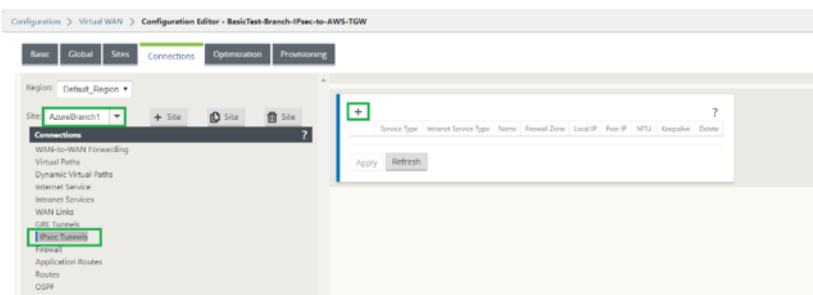 Configuration > Virtual WAN > Configuration Editor - BasicTest-Branch-IPsec-to-AWS-TGW
Basic Global Sites Connections Optimization Provisioning
Region: Default_Region
Site: AzureBranch1 + Site Site Site
Connections ?
WAN-to-WAN Forwarding
Virtual Paths
Dynamic Virtual Paths
Internet Service
Intranet Services
WAN Links
GRE Tunnels
IPsec Tunnels
Firewall
Application Routes
Routes
OSPF
+ ?
Service Type Intranet Service Type Name Firewall Zone Local IP Peer IP MTU Keepalive Delete
Apply Refresh